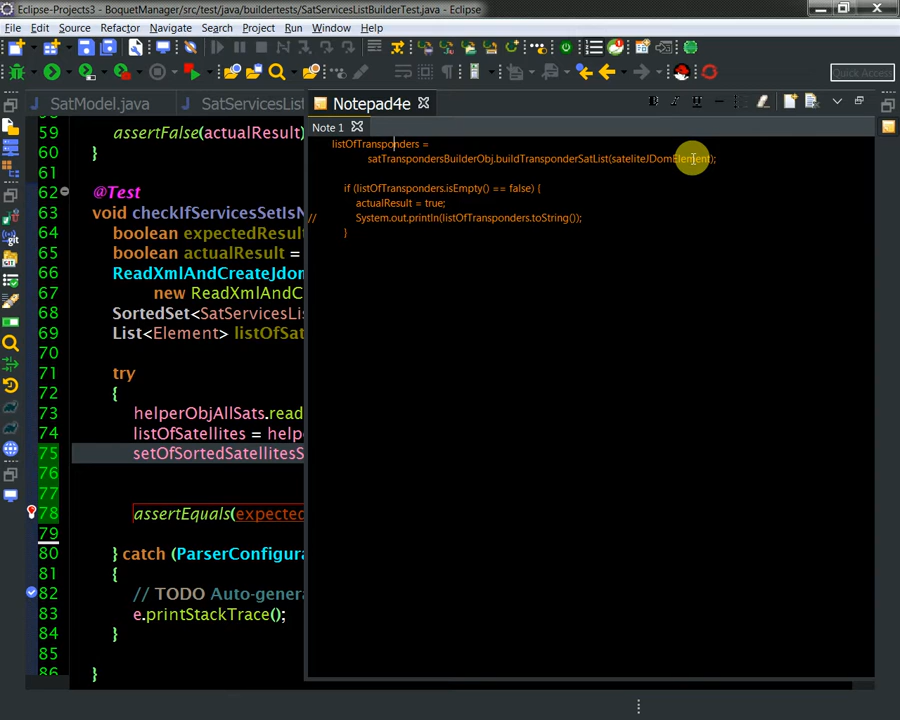 Eclipse-Projects3 - BoquetManager/src/test/java/buildertests/SatServicesListBuilderTest.java - Eclipse
File Edit Source Refactor Navigate Search Project Run Window Help
Quick Access
SatModel.java SatServicesList Notepad4e
Note 1
59 assertFalse(actualResult)
60 }
61
62 @Test
63 void checkIfServicesSetIsN
64 boolean expectedResul
65 boolean actualResult =
66 ReadXmlAndCreateJdom
67 new ReadXmlAndC
68 SortedSet<SatServicesLis
69 List<Element> listOfSat
70
71 try
72 {
73 helperObjAllSats.read
74 listOfSatellites = helpe
75 setOfSortedSatellitesS
76
77
78 assertEquals(expected
79
80 } catch (ParserConfigura
81 {
82 // TODO Auto-genera
83 e.printStackTrace();
84 }
85
86 }
listOfTransponders =
satTranspondersBuilderObj.buildTransponderSatList(sateliteJDomElement);
if (listOfTransponders.isEmpty() == false) {
actualResult = true;
// System.out.println(listOfTransponders.toString());
}